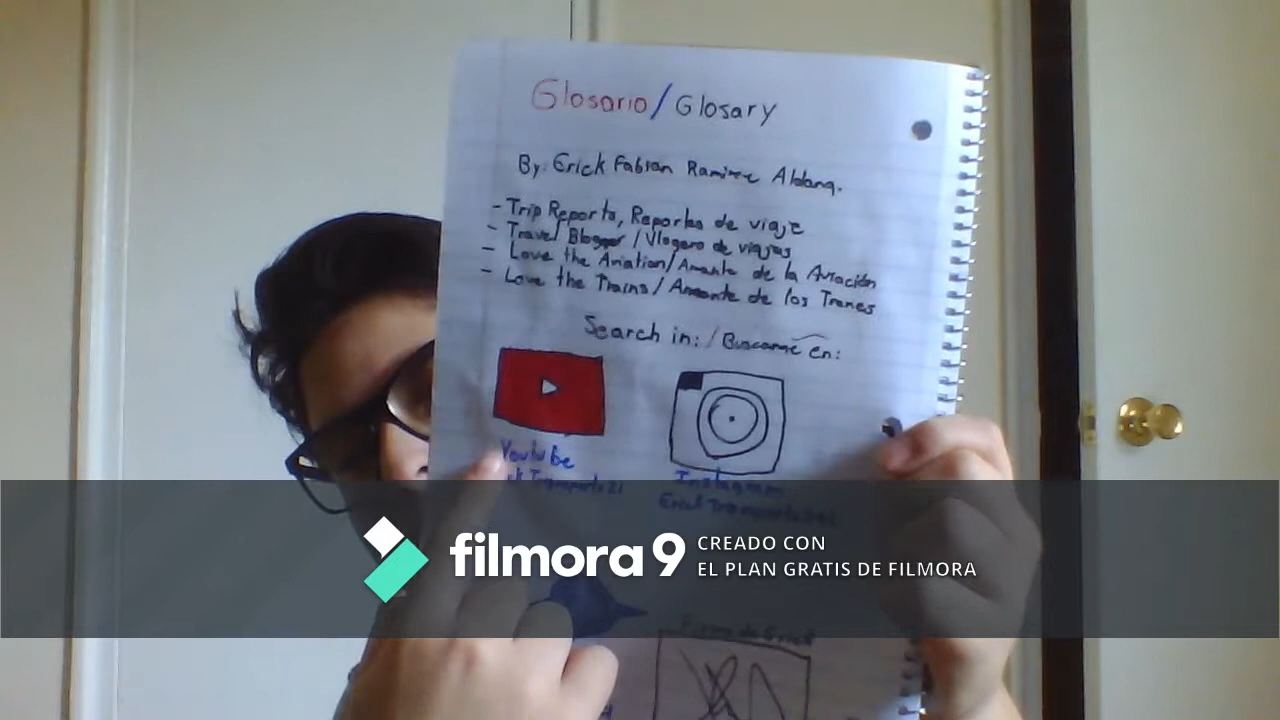 Glosario/Glosary
By: Erick Fabian Ramirez Aldana.
- Trip Reports, Reportes de viaje
- Travel Blogger / Vlogero de viajes
- Love the Aviation/Amante de la Aviación
- Love the Trains/Amante de los Trenes
Search in: / Buscarme en:
Youtube
Instagram
filmora 9 CREADO CON
EL PLAN GRATIS DE FILMORA